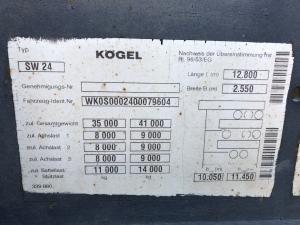 KÖGEL
Typ
SW 24
Nachweis der Übereinstimmung nach
RL 96/53/EG
Länge L (m) 12.800
Genehmigungs-Nr.
Breite B (m) 2.550
Fahrzeug-Ident.Nr. WK0S0002400079604
zul. Gesamtgewicht 35 000 41 000
zul. Achslast 1 8 000 9 000
zul. Achslast 2 8 000 9 000
zul. Achslast 3 8 000 9 000
zul. Sattellast 11 000 14 000
Stützlast
kg kg
10.050 11.450